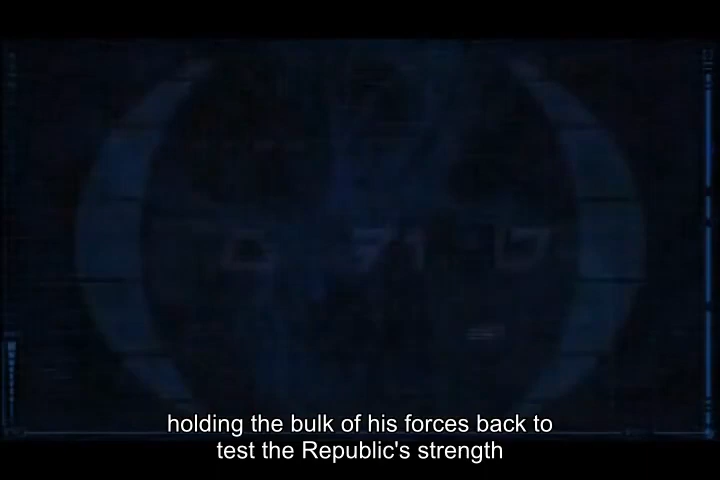 holding the bulk of his forces back to
test the Republic's strength